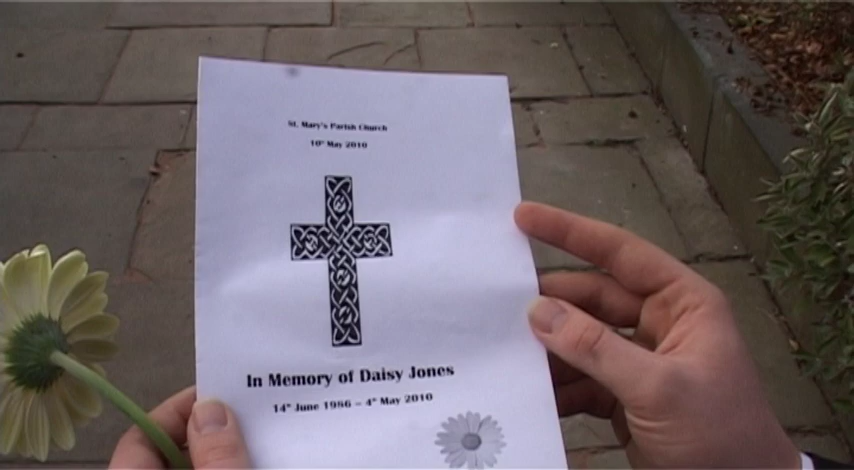 St. Mary's Parish Church
10th May 2010
In Memory of Daisy Jones
14th June 1986 – 4th May 2010